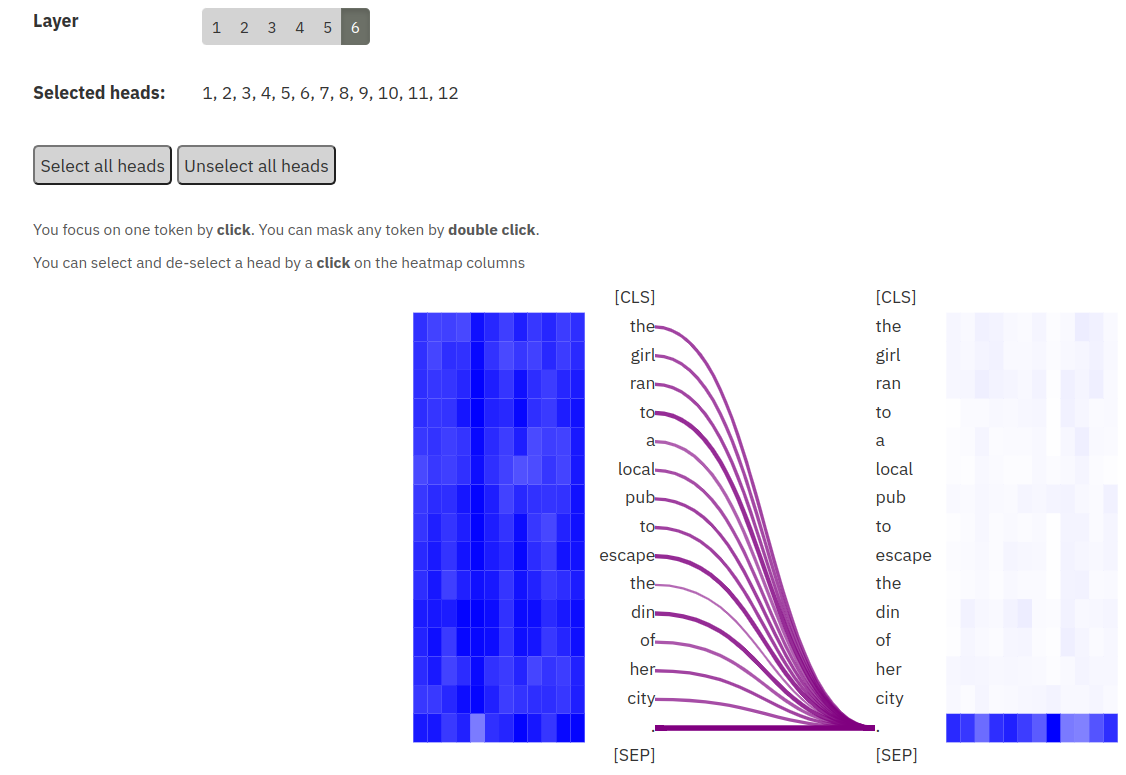 Layer 1 2 3 4 5 6
Selected heads: 1, 2, 3, 4, 5, 6, 7, 8, 9, 10, 11, 12
Select all heads Unselect all heads
You focus on one token by click. You can mask any token by double click.
You can select and de-select a head by a click on the heatmap columns
[CLS] [CLS]
the the
girl girl
ran ran
to to
a a
local local
pub pub
to to
escape escape
the the
din din
of of
her her
city city
. .
[SEP] [SEP]